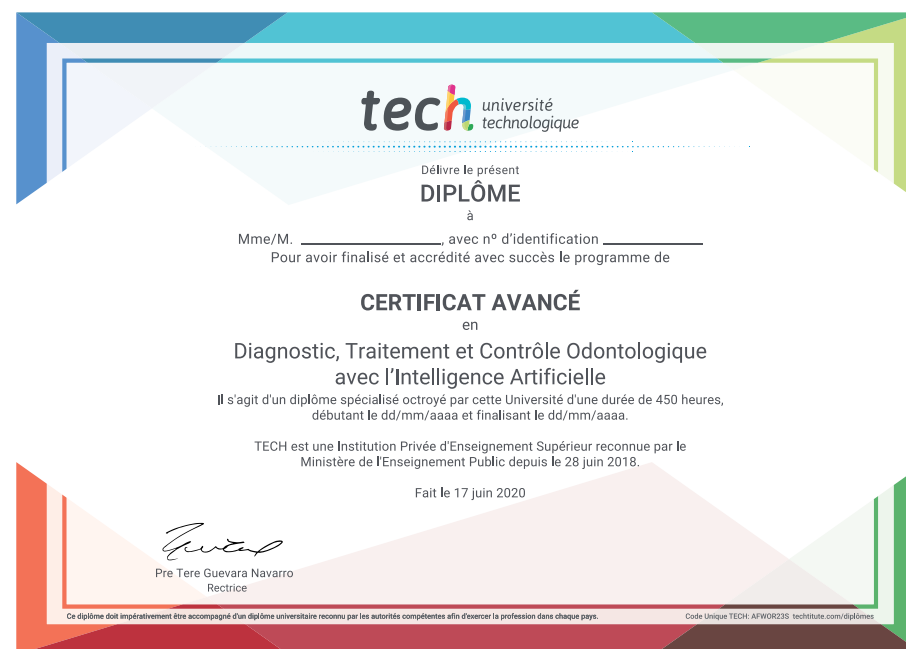 tech université
technologique
Délivre le présent
DIPLÔME
à
Mme/M. ____________________, avec nº d'identification ______________
Pour avoir finalisé et accrédité avec succès le programme de
CERTIFICAT AVANCÉ
en
Diagnostic, Traitement et Contrôle Odontologique
avec l'Intelligence Artificielle
Il s'agit d'un diplôme spécialisé octroyé par cette Université d'une durée de 450 heures,
débutant le dd/mm/aaaa et finalisant le dd/mm/aaaa.
TECH est une Institution Privée d'Enseignement Supérieur reconnue par le
Ministère de l'Enseignement Public depuis le 28 juin 2018.
Fait le 17 juin 2020
Pre Tere Guevara Navarro
Rectrice
Ce diplôme doit impérativement être accompagné d'un diplôme universitaire reconnu par les autorités compétentes afin d'exercer la profession dans chaque pays.
Code Unique TECH: AFWOR23S techtitute.com/diplômes